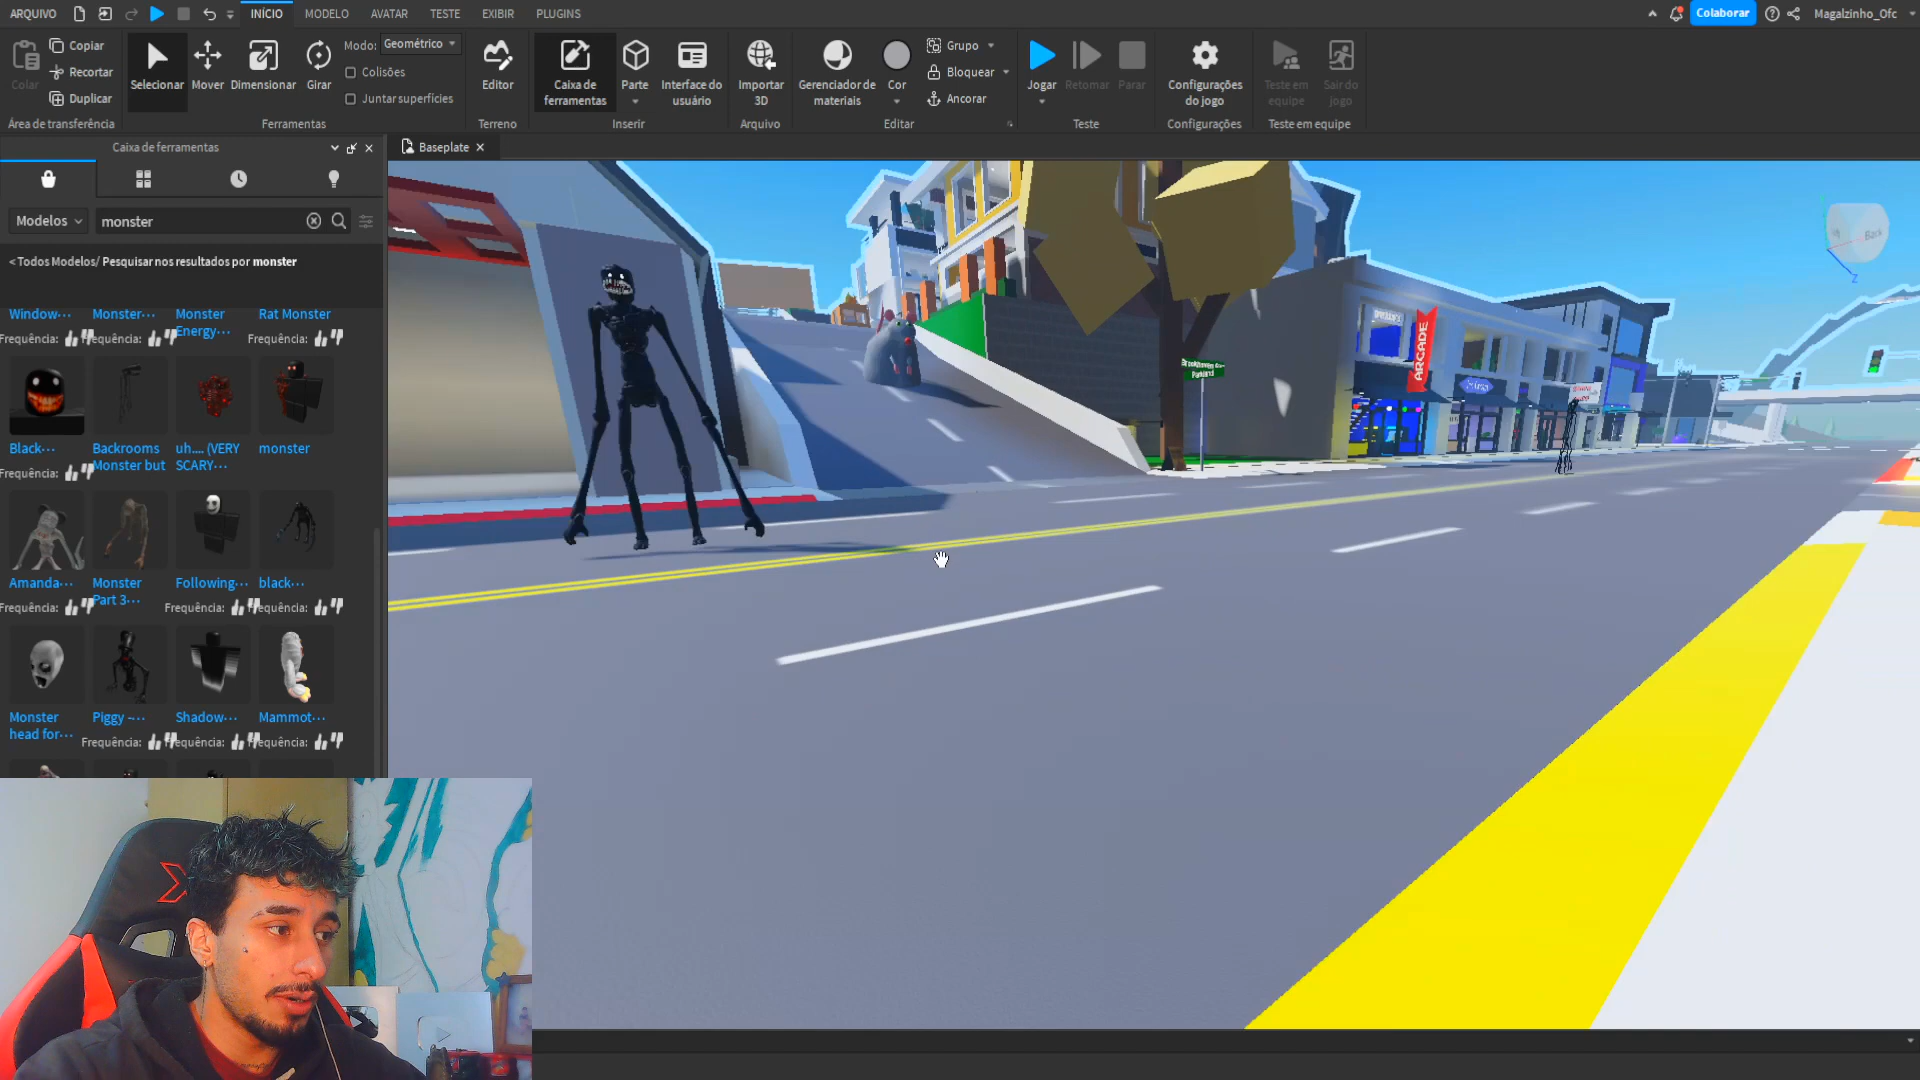 ARQUIVO
INÍCIO
MODELO
AVATAR
TESTE
EXIBIR
PLUGINS
Colaborar
Magalzinho_Ofc
Colar
Copiar
Recortar
Duplicar
Área de transferência
Selecionar
Mover
Dimensionar
Girar
Modo:
Geométrico
Colisões
Juntar superfícies
Ferramentas
Editor
Terreno
Caixa de
ferramentas
Parte
Interface do
usuário
Inserir
Importar
3D
Arquivo
Gerenciador de
materiais
Cor
Grupo
Bloquear
Ancorar
Editar
Jogar
Retomar
Parar
Teste
Configurações
do jogo
Configurações
Teste em
equipe
Sair do
jogo
Teste em equipe
Caixa de ferramentas
Baseplate
Modelos
monster
< Todos Modelos/ Pesquisar nos resultados por monster
Window...
Monster...
Monster
Energy...
Rat Monster
Frequência:
Frequência:
Frequência:
Black...
Backrooms
Monster but
uh.... (VERY
SCARY...
monster
Frequência:
Amanda...
Monster
Part 3...
Following...
black...
Frequência:
Frequência:
Frequência:
Monster
head for...
Piggy -...
Shadow...
Mammot...
Frequência:
Frequência:
Frequência:
ARCADE
Back
Z